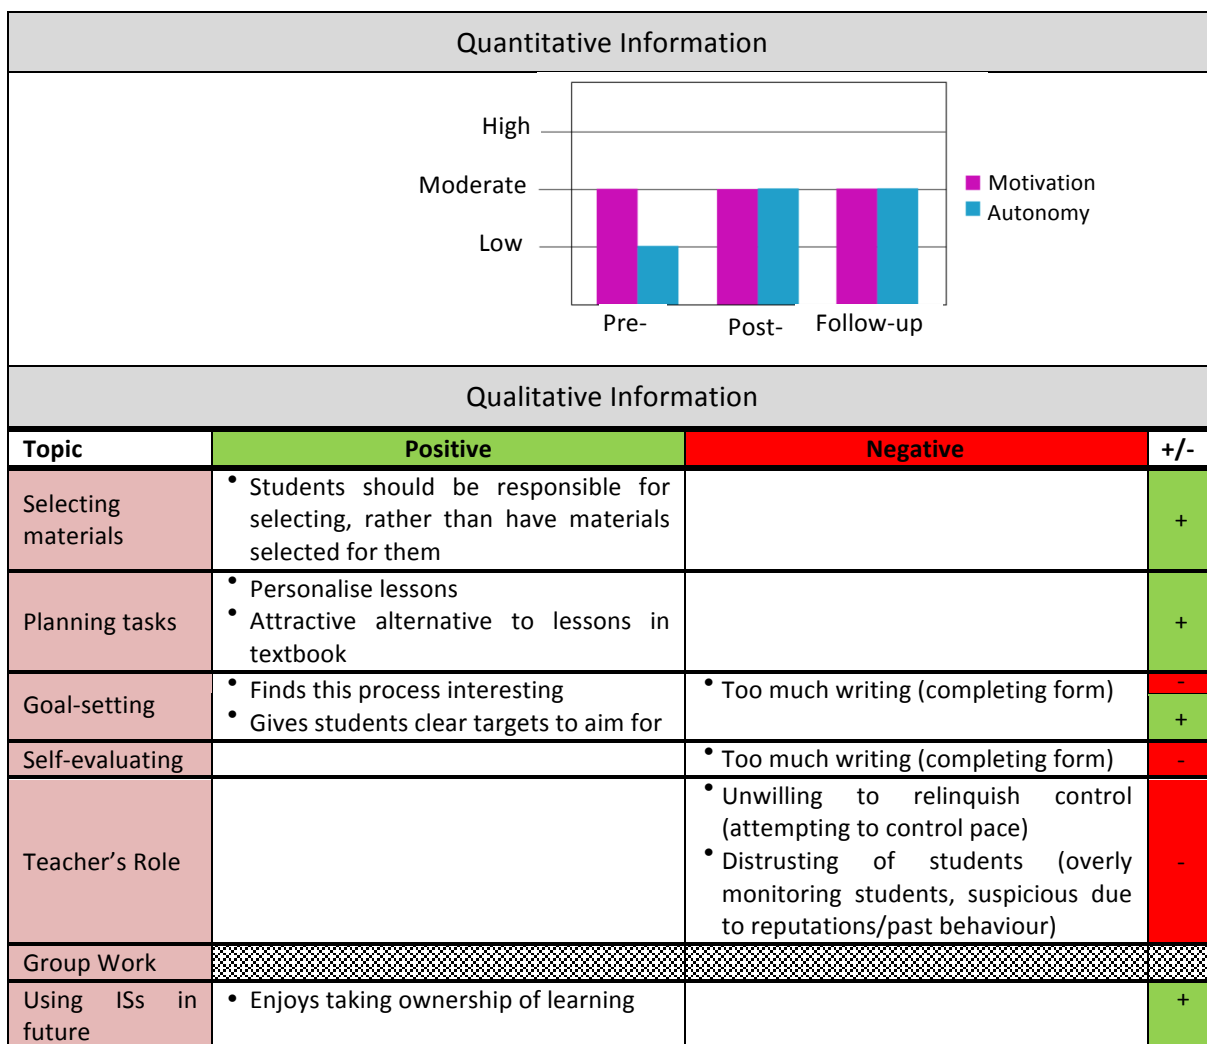 Quantitative Information
High
Moderate
Low
Motivation
Autonomy
Pre-
Post-
Follow-up
Qualitative Information
Topic
Positive
Negative
+/-
Selecting
materials
• Students should be responsible for
selecting, rather than have materials
selected for them
+
Planning tasks
• Personalise lessons
• Attractive alternative to lessons in
textbook
+
Goal-setting
• Finds this process interesting
• Gives students clear targets to aim for
• Too much writing (completing form)
-
+
Self-evaluating
• Too much writing (completing form)
-
Teacher’s Role
• Unwilling to relinquish control
(attempting to control pace)
• Distrusting of students (overly
monitoring students, suspicious due
to reputations/past behaviour)
-
Group Work
Using ISs in
future
• Enjoys taking ownership of learning
+